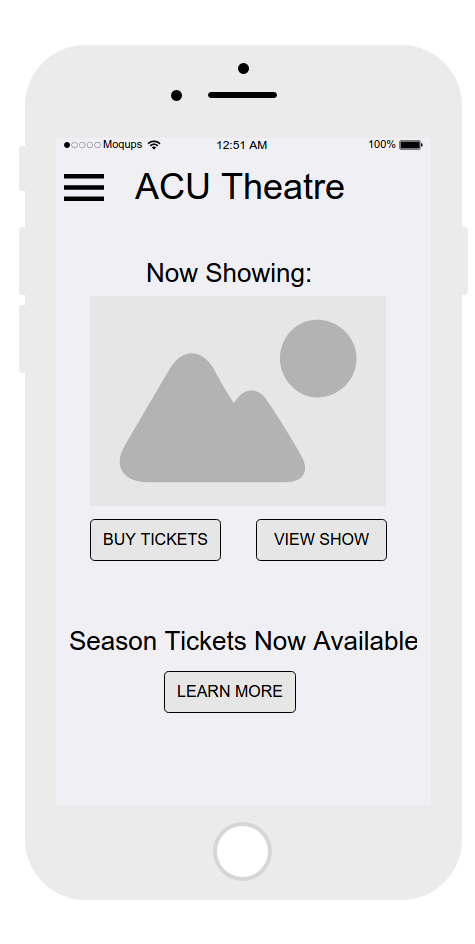 Moqups 12:51 AM 100%
ACU Theatre
Now Showing:
BUY TICKETS VIEW SHOW
Season Tickets Now Available
LEARN MORE